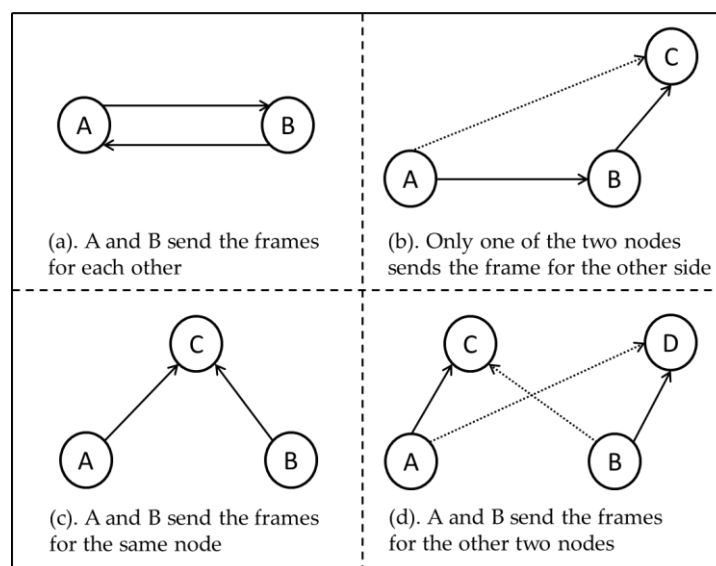 A
B
(a). A and B send the frames
for each other
C
A
B
(b). Only one of the two nodes
sends the frame for the other side
C
A
B
(c). A and B send the frames
for the same node
C
D
A
B
(d). A and B send the frames
for the other two nodes